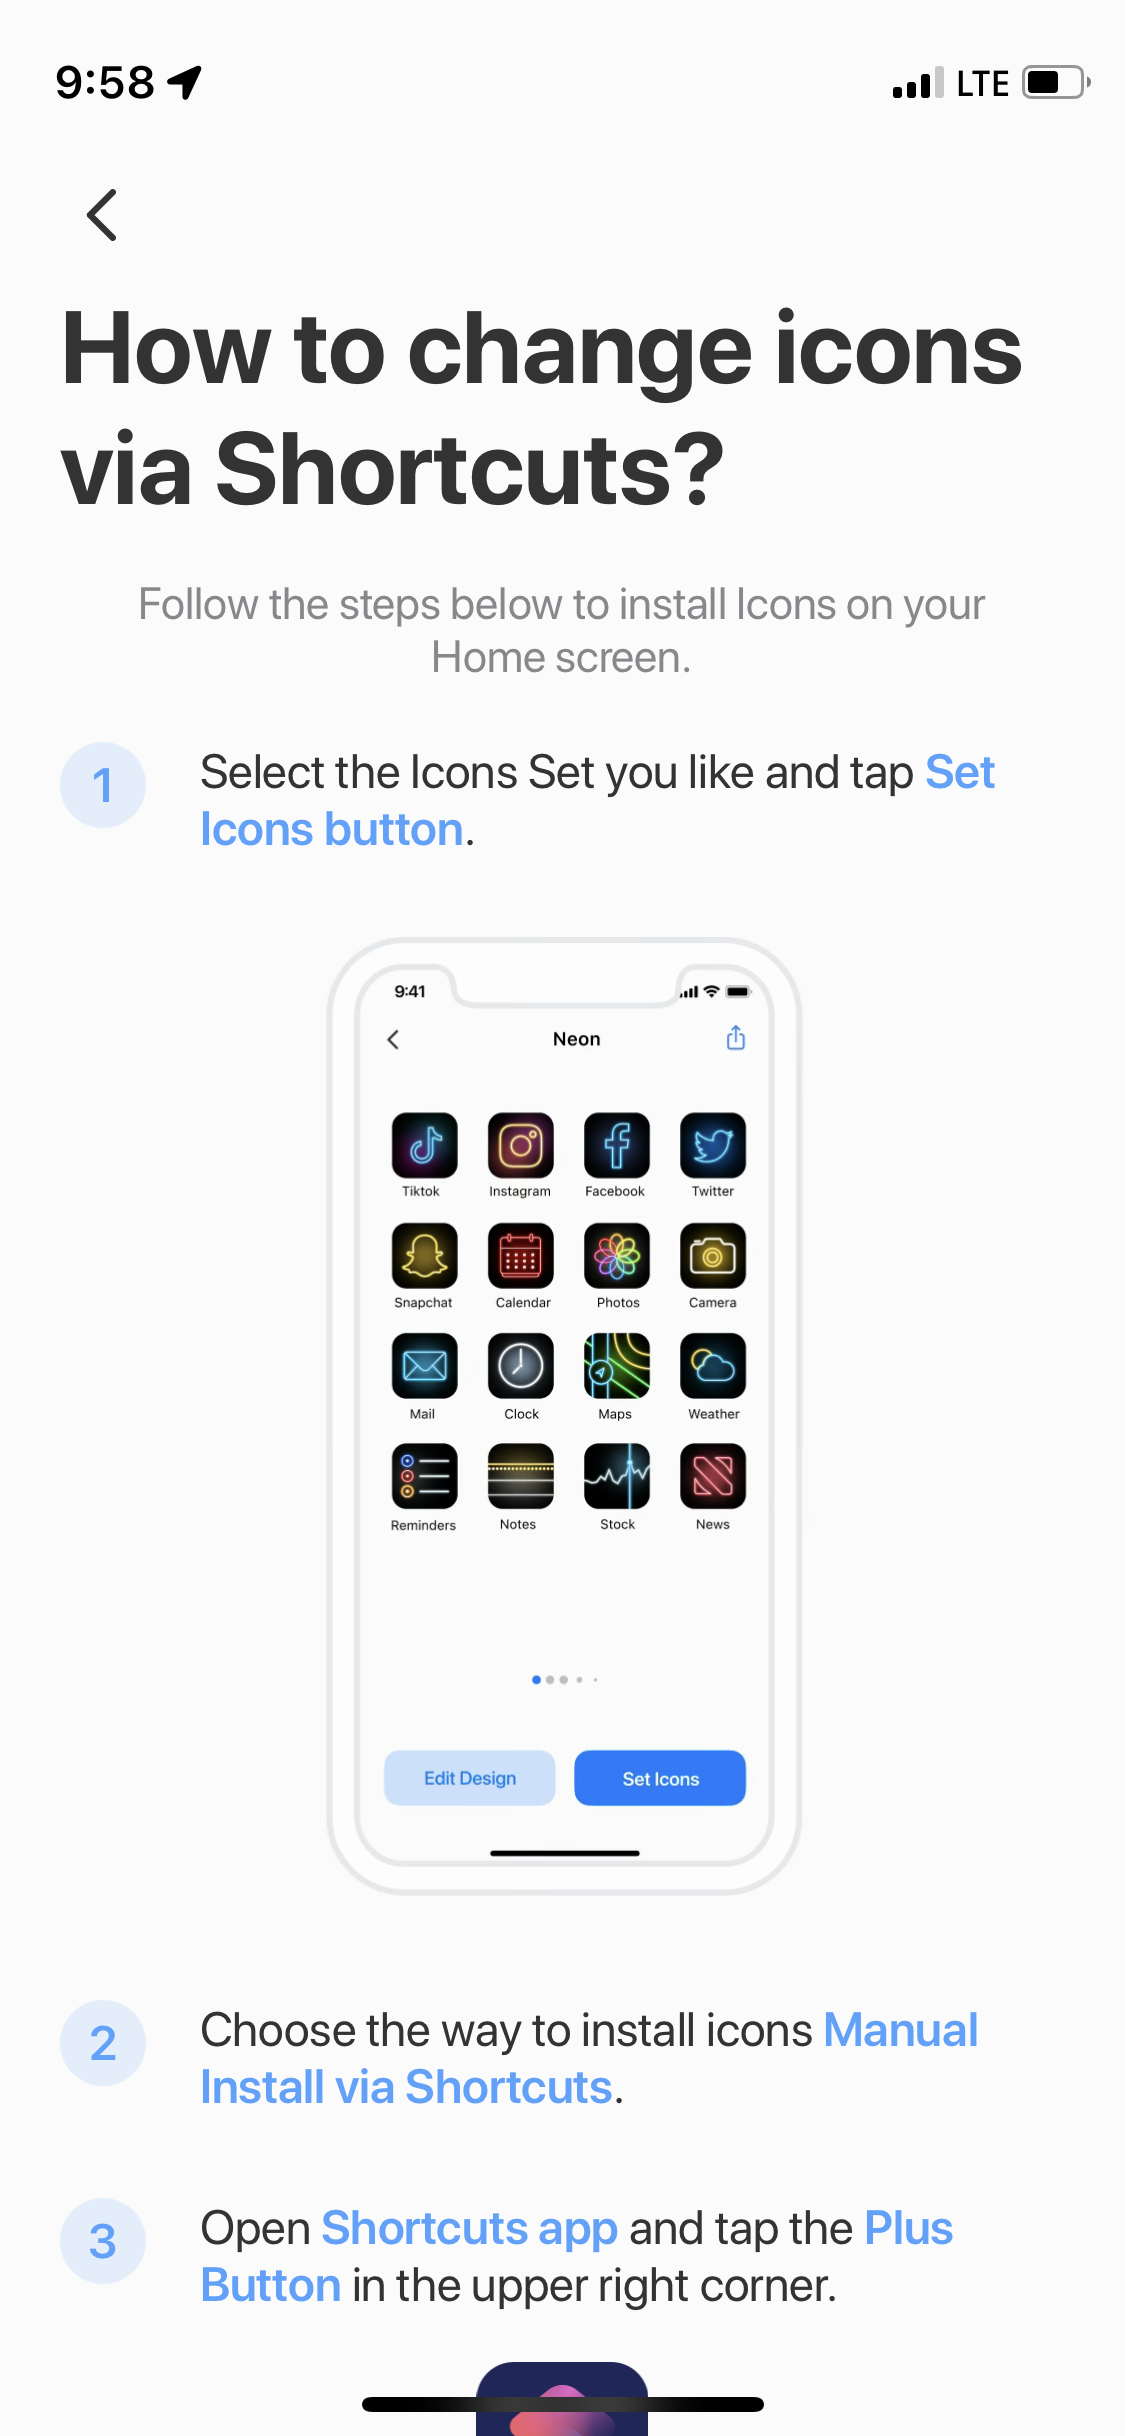 9:58 LTE
How to change icons
via Shortcuts?
Follow the steps below to install Icons on your
Home screen.
1 Select the Icons Set you like and tap Set
Icons button.
9:41
Neon
Tiktok Instagram Facebook Twitter
Snapchat Calendar Photos Camera
Mail Clock Maps Weather
Reminders Notes Stock News
Edit Design Set Icons
2 Choose the way to install icons Manual
Install via Shortcuts.
3 Open Shortcuts app and tap the Plus
Button in the upper right corner.